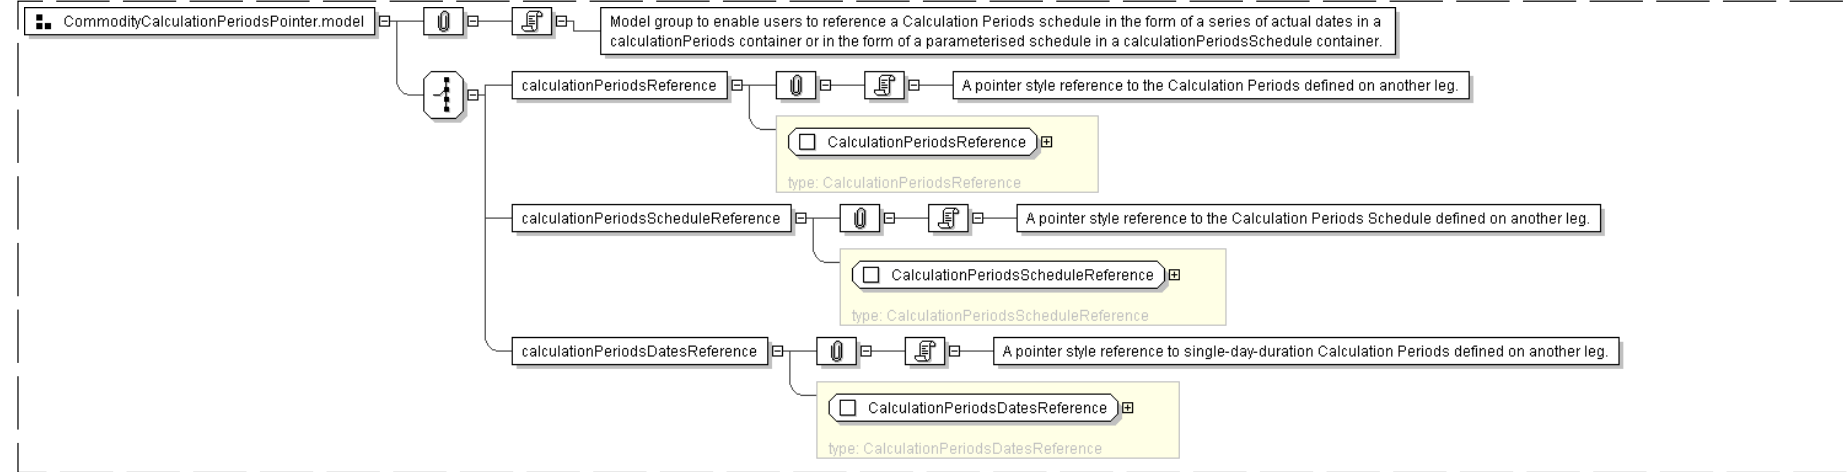 CommodityCalculationPeriodsPointer.model
Model group to enable users to reference a Calculation Periods schedule in the form of a series of actual dates in a
calculationPeriods container or in the form of a parameterised schedule in a calculationPeriodsSchedule container.
calculationPeriodsReference
A pointer style reference to the Calculation Periods defined on another leg.
CalculationPeriodsReference
type: CalculationPeriodsReference
calculationPeriodsScheduleReference
A pointer style reference to the Calculation Periods Schedule defined on another leg.
CalculationPeriodsScheduleReference
type: CalculationPeriodsScheduleReference
calculationPeriodsDatesReference
A pointer style reference to single-day-duration Calculation Periods defined on another leg.
CalculationPeriodsDatesReference
type: CalculationPeriodsDatesReference